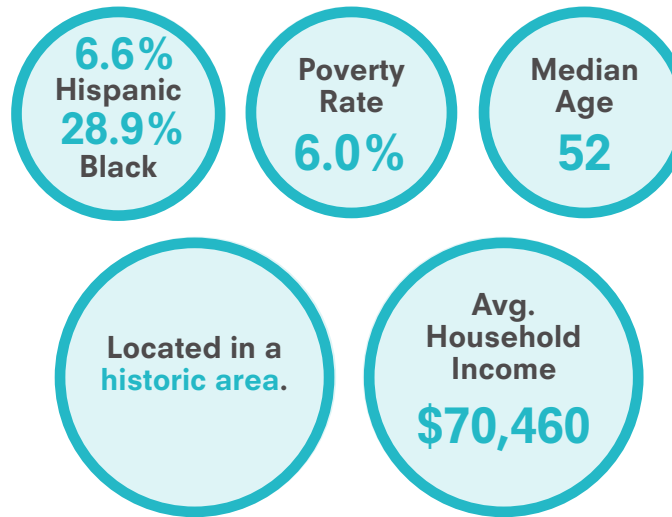 6.6%
Hispanic
28.9%
Black
Poverty
Rate
6.0%
Median
Age
52
Located in a
historic area.
Avg.
Household
Income
$70,460